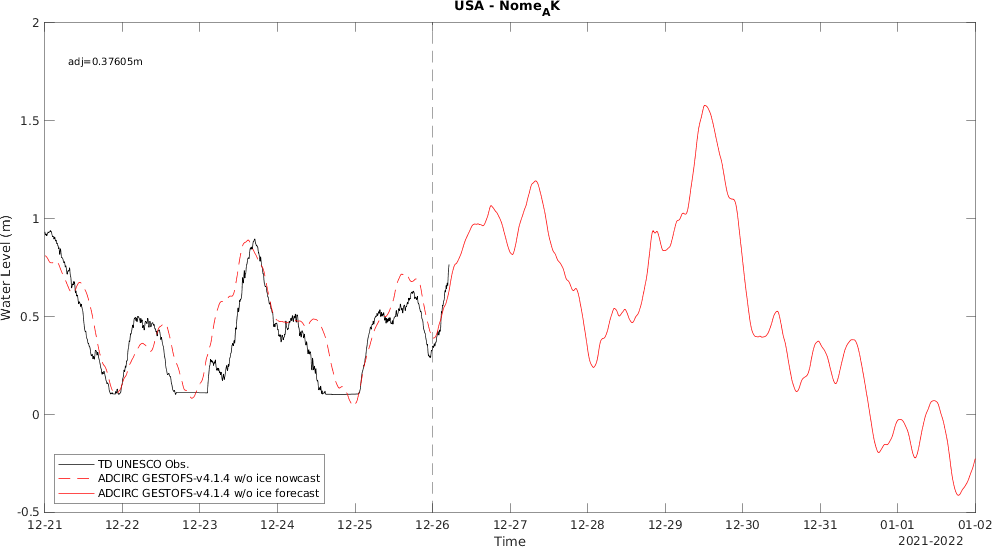 USA - Nome_AK
2
1.5
1
0.5
0
-0.5
Water Level (m)
adj=0.37605m
TD UNESCO Obs.
ADCIRC GESTOFS-v4.1.4 w/o ice nowcast
ADCIRC GESTOFS-v4.1.4 w/o ice forecast
12-21 12-22 12-23 12-24 12-25 12-26 12-27 12-28 12-29 12-30 12-31 01-01 01-02
Time
2021-2022